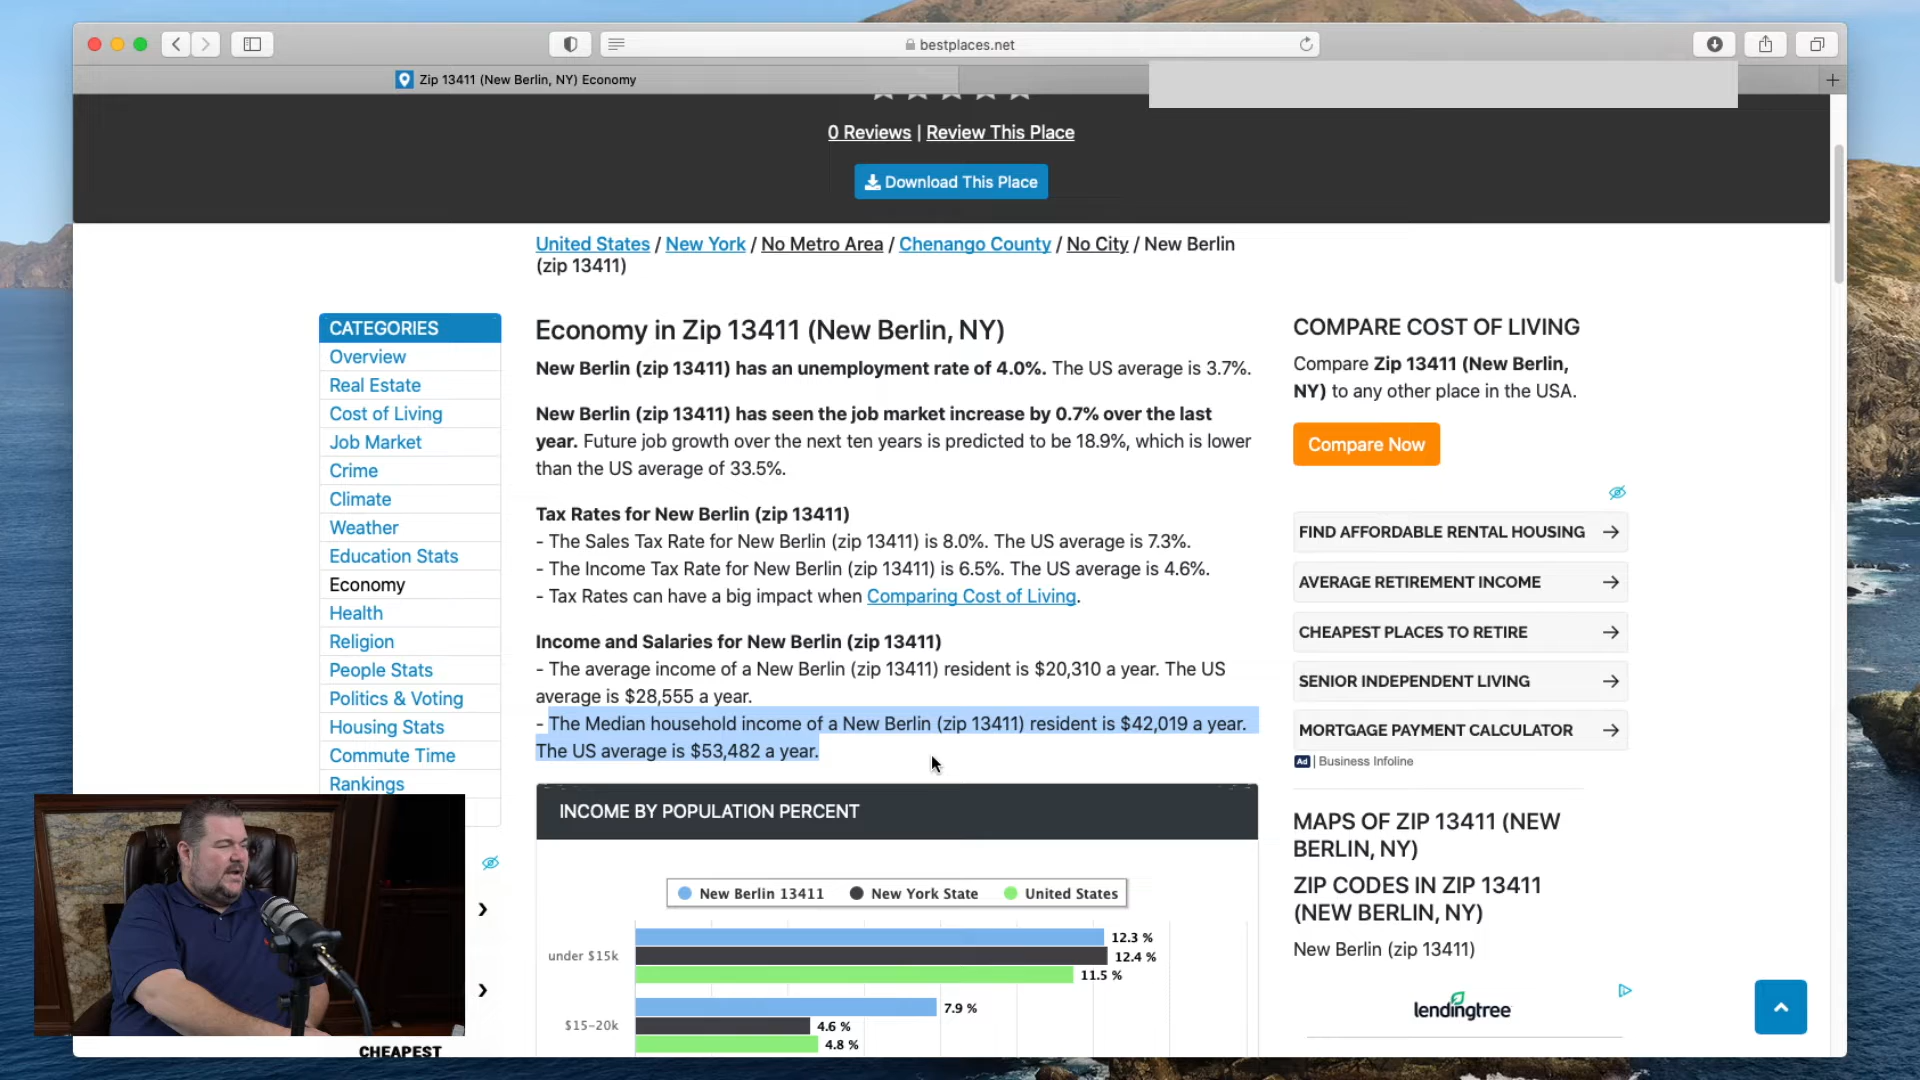 bestplaces.net
Zip 13411 (New Berlin, NY) Economy
0 Reviews | Review This Place
Download This Place
United States / New York / No Metro Area / Chenango County / No City / New Berlin
(zip 13411)
CATEGORIES
Overview
Real Estate
Cost of Living
Job Market
Crime
Climate
Weather
Education Stats
Economy
Health
Religion
People Stats
Politics & Voting
Housing Stats
Commute Time
Rankings
CHEAPEST
Economy in Zip 13411 (New Berlin, NY)
New Berlin (zip 13411) has an unemployment rate of 4.0%. The US average is 3.7%.
New Berlin (zip 13411) has seen the job market increase by 0.7% over the last
year. Future job growth over the next ten years is predicted to be 18.9%, which is lower
than the US average of 33.5%.
Tax Rates for New Berlin (zip 13411)
- The Sales Tax Rate for New Berlin (zip 13411) is 8.0%. The US average is 7.3%.
- The Income Tax Rate for New Berlin (zip 13411) is 6.5%. The US average is 4.6%.
- Tax Rates can have a big impact when Comparing Cost of Living.
Income and Salaries for New Berlin (zip 13411)
- The average income of a New Berlin (zip 13411) resident is $20,310 a year. The US
average is $28,555 a year.
- The Median household income of a New Berlin (zip 13411) resident is $42,019 a year.
The US average is $53,482 a year.
INCOME BY POPULATION PERCENT
New Berlin 13411 New York State United States
under $15k
12.3 %
12.4 %
11.5 %
$15-20k
7.9 %
4.6 %
4.8 %
COMPARE COST OF LIVING
Compare Zip 13411 (New Berlin,
NY) to any other place in the USA.
Compare Now
FIND AFFORDABLE RENTAL HOUSING
AVERAGE RETIREMENT INCOME
CHEAPEST PLACES TO RETIRE
SENIOR INDEPENDENT LIVING
MORTGAGE PAYMENT CALCULATOR
Ad | Business Infoline
MAPS OF ZIP 13411 (NEW
BERLIN, NY)
ZIP CODES IN ZIP 13411
(NEW BERLIN, NY)
New Berlin (zip 13411)
lendingtree